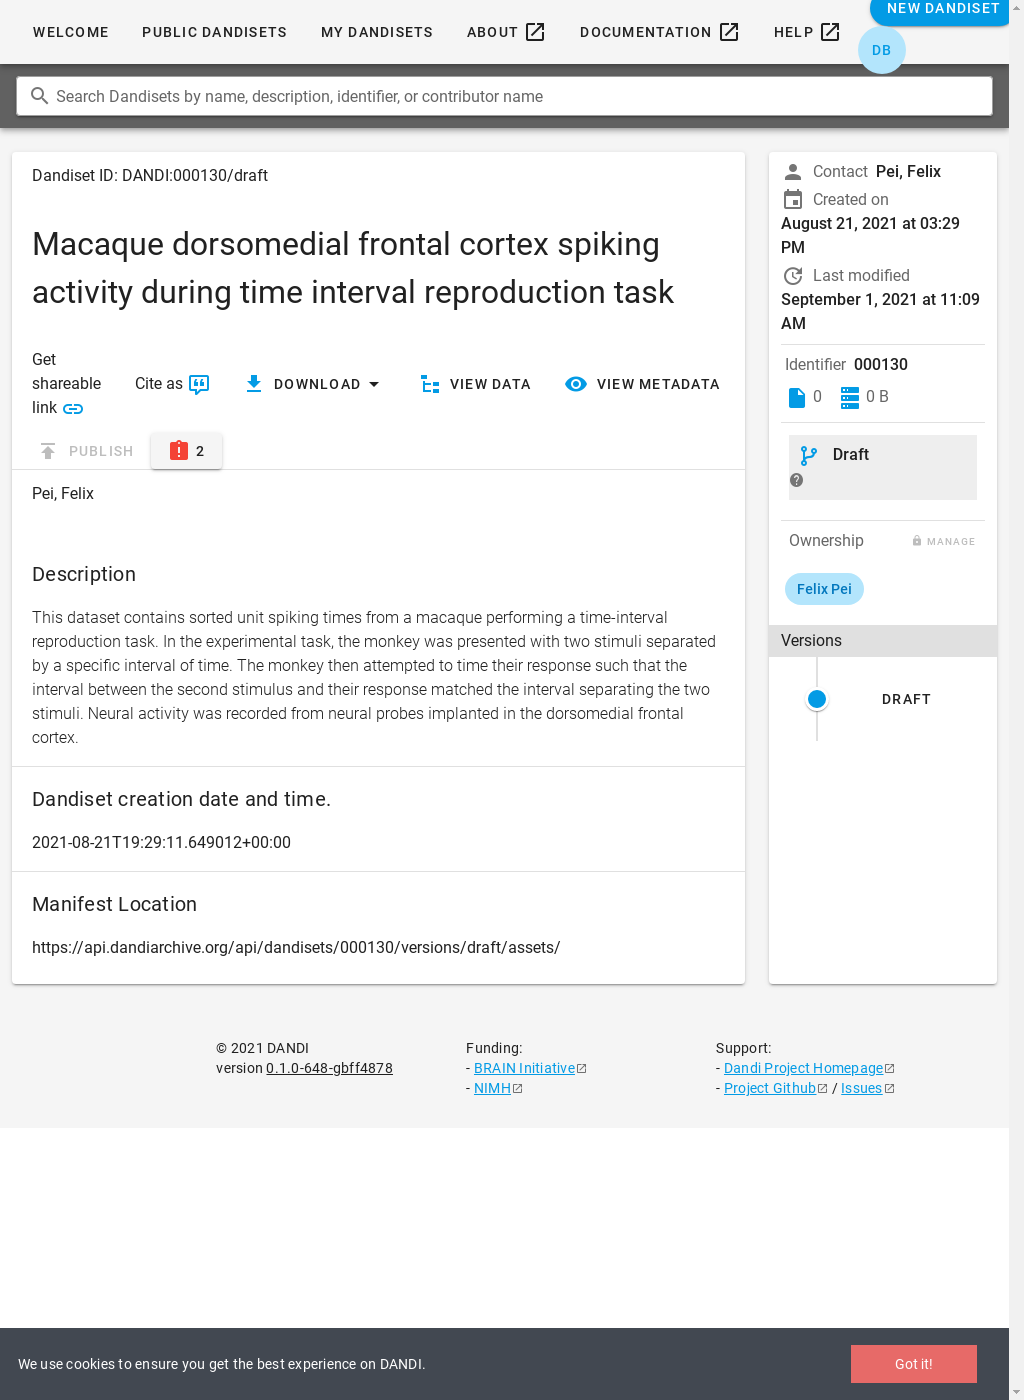 NEW DANDISET
WELCOME PUBLIC DANDISETS MY DANDISETS ABOUT DOCUMENTATION HELP
DB
Search Dandisets by name, description, identifier, or contributor name
Dandiset ID: DANDI:000130/draft
Macaque dorsomedial frontal cortex spiking
activity during time interval reproduction task
Get
shareable
link
Cite as
DOWNLOAD
VIEW DATA
VIEW METADATA
PUBLISH
2
Pei, Felix
Description
This dataset contains sorted unit spiking times from a macaque performing a time-interval
reproduction task. In the experimental task, the monkey was presented with two stimuli separated
by a specific interval of time. The monkey then attempted to time their response such that the
interval between the second stimulus and their response matched the interval separating the two
stimuli. Neural activity was recorded from neural probes implanted in the dorsomedial frontal
cortex.
Dandiset creation date and time.
2021-08-21T19:29:11.649012+00:00
Manifest Location
https://api.dandiarchive.org/api/dandisets/000130/versions/draft/assets/
Contact Pei, Felix
Created on
August 21, 2021 at 03:29
PM
Last modified
September 1, 2021 at 11:09
AM
Identifier 000130
0 0 B
Draft
Ownership MANAGE
Felix Pei
Versions
DRAFT
© 2021 DANDI
version 0.1.0-648-gbff4878
Funding:
- BRAIN Initiative
- NIMH
Support:
- Dandi Project Homepage
- Project Github / Issues
We use cookies to ensure you get the best experience on DANDI.
Got it!